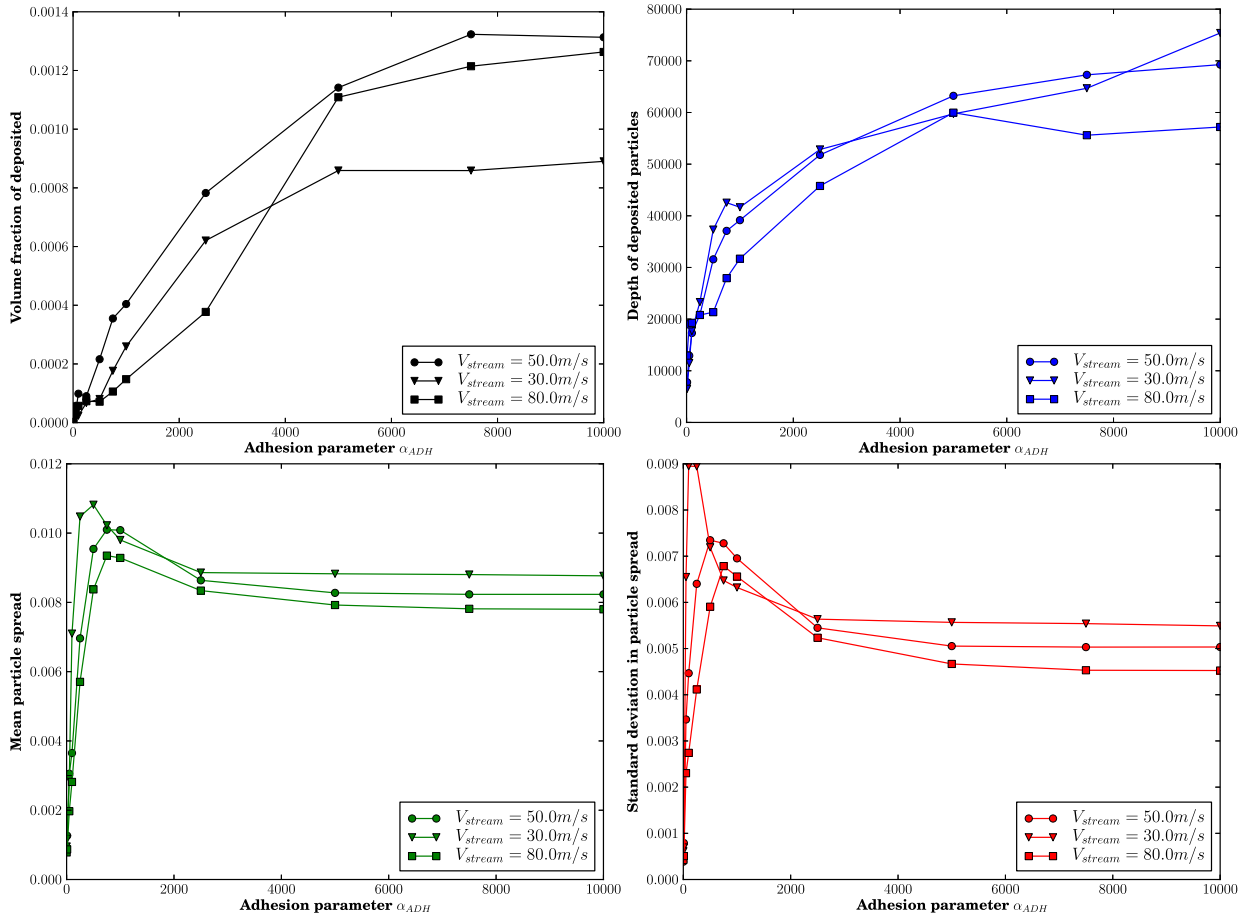 0.0014
0.0012
0.0010
0.0008
0.0006
0.0004
0.0002
0.0000
Volume fraction of deposited
0 2000 4000 6000 8000 10000
Adhesion parameter α_ADH
V_stream = 50.0m/s
V_stream = 30.0m/s
V_stream = 80.0m/s
80000
70000
60000
50000
40000
30000
20000
10000
0
Depth of deposited particles
0 2000 4000 6000 8000 10000
Adhesion parameter α_ADH
V_stream = 50.0m/s
V_stream = 30.0m/s
V_stream = 80.0m/s
0.012
0.010
0.008
0.006
0.004
0.002
0.000
Mean particle spread
0 2000 4000 6000 8000 10000
Adhesion parameter α_ADH
V_stream = 50.0m/s
V_stream = 30.0m/s
V_stream = 80.0m/s
0.009
0.008
0.007
0.006
0.005
0.004
0.003
0.002
0.001
0.000
Standard deviation in particle spread
0 2000 4000 6000 8000 10000
Adhesion parameter α_ADH
V_stream = 50.0m/s
V_stream = 30.0m/s
V_stream = 80.0m/s